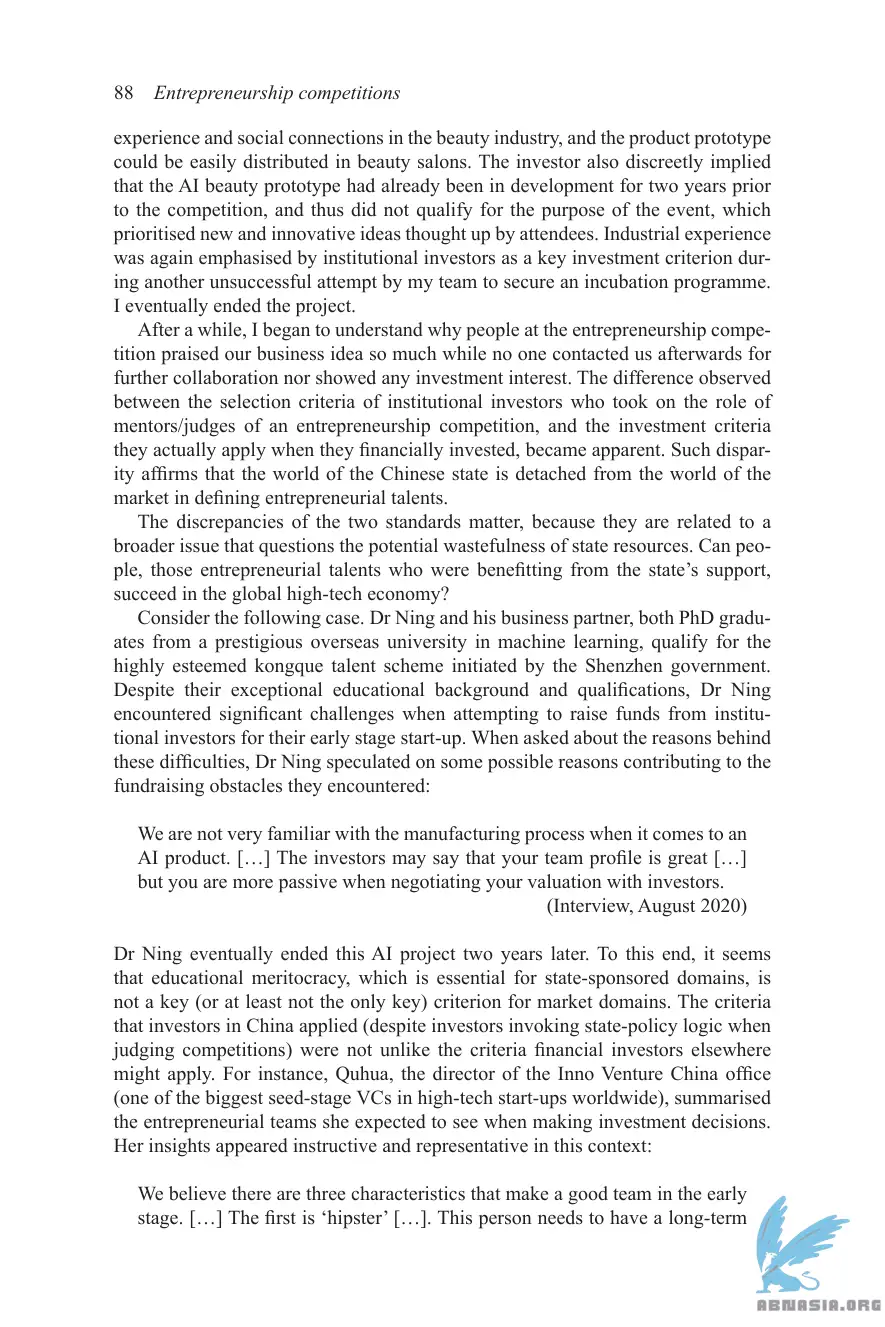 88 Entrepreneurship competitions
experience and social connections in the beauty industry, and the product prototype
could be easily distributed in beauty salons. The investor also discreetly implied
that the AI beauty prototype had already been in development for two years prior
to the competition, and thus did not qualify for the purpose of the event, which
prioritised new and innovative ideas thought up by attendees. Industrial experience
was again emphasised by institutional investors as a key investment criterion dur-
ing another unsuccessful attempt by my team to secure an incubation programme.
I eventually ended the project.
After a while, I began to understand why people at the entrepreneurship compe-
tition praised our business idea so much while no one contacted us afterwards for
further collaboration nor showed any investment interest. The difference observed
between the selection criteria of institutional investors who took on the role of
mentors/judges of an entrepreneurship competition, and the investment criteria
they actually apply when they financially invested, became apparent. Such dispar-
ity affirms that the world of the Chinese state is detached from the world of the
market in defining entrepreneurial talents.
The discrepancies of the two standards matter, because they are related to a
broader issue that questions the potential wastefulness of state resources. Can peo-
ple, those entrepreneurial talents who were benefitting from the state's support,
succeed in the global high-tech economy?
Consider the following case. Dr Ning and his business partner, both PhD gradu-
ates from a prestigious overseas university in machine learning, qualify for the
highly esteemed kongque talent scheme initiated by the Shenzhen government.
Despite their exceptional educational background and qualifications, Dr Ning
encountered significant challenges when attempting to raise funds from institu-
tional investors for their early stage start-up. When asked about the reasons behind
these difficulties, Dr Ning speculated on some possible reasons contributing to the
fundraising obstacles they encountered:
We are not very familiar with the manufacturing process when it comes to an
AI product. […] The investors may say that your team profile is great […]
but you are more passive when negotiating your valuation with investors.
(Interview, August 2020)
Dr Ning eventually ended this AI project two years later. To this end, it seems
that educational meritocracy, which is essential for state-sponsored domains, is
not a key (or at least not the only key) criterion for market domains. The criteria
that investors in China applied (despite investors invoking state-policy logic when
judging competitions) were not unlike the criteria financial investors elsewhere
might apply. For instance, Quhua, the director of the Inno Venture China office
(one of the biggest seed-stage VCs in high-tech start-ups worldwide), summarised
the entrepreneurial teams she expected to see when making investment decisions.
Her insights appeared instructive and representative in this context:
We believe there are three characteristics that make a good team in the early
stage. […] The first is ‘hipster’ […]. This person needs to have a long-term
ABNASIA.ORG